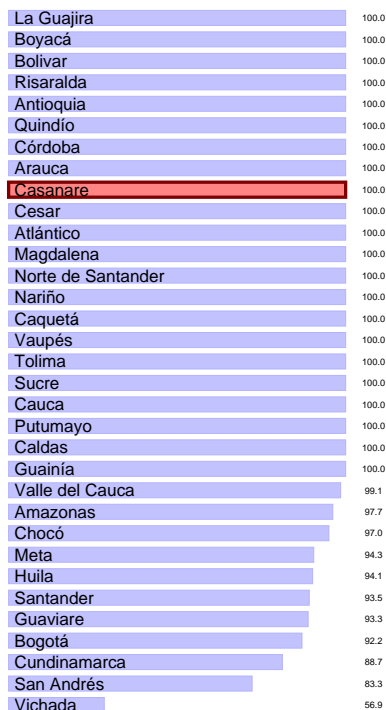 La Guajira 100.0
Boyacá 100.0
Bolivar 100.0
Risaralda 100.0
Antioquia 100.0
Quindío 100.0
Córdoba 100.0
Arauca 100.0
Casanare 100.0
Cesar 100.0
Atlántico 100.0
Magdalena 100.0
Norte de Santander 100.0
Nariño 100.0
Caquetá 100.0
Vaupés 100.0
Tolima 100.0
Sucre 100.0
Cauca 100.0
Putumayo 100.0
Caldas 100.0
Guainía 100.0
Valle del Cauca 99.1
Amazonas 97.7
Chocó 97.0
Meta 94.3
Huila 94.1
Santander 93.5
Guaviare 93.3
Bogotá 92.2
Cundinamarca 88.7
San Andrés 83.3
Vichada 56.9